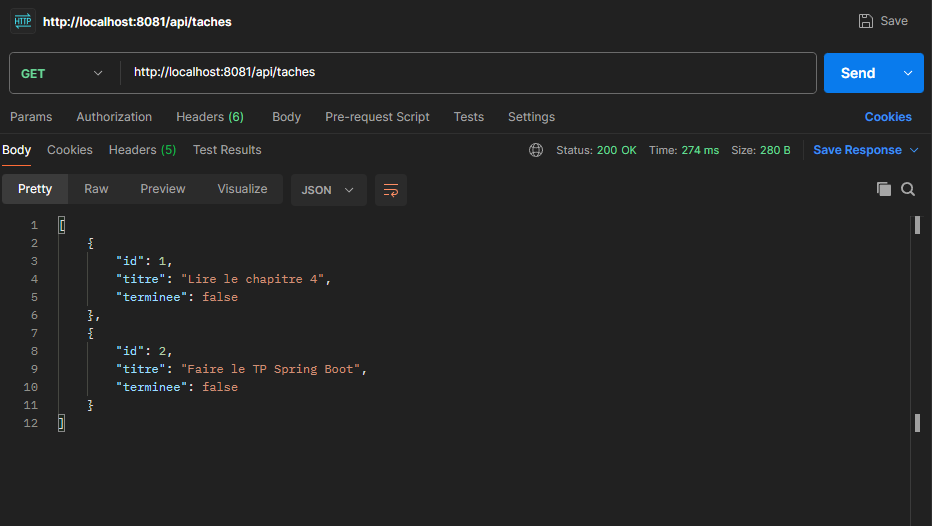 HTTP http://localhost:8081/api/taches Save
GET http://localhost:8081/api/taches Send
Params Authorization Headers (6) Body Pre-request Script Tests Settings Cookies
Body Cookies Headers (5) Test Results Status: 200 OK Time: 274 ms Size: 280 B Save Response
Pretty Raw Preview Visualize JSON
1 [
2 {
3 "id": 1,
4 "titre": "Lire le chapitre 4",
5 "terminee": false
6 },
7 {
8 "id": 2,
9 "titre": "Faire le TP Spring Boot",
10 "terminee": false
11 }
12 ]